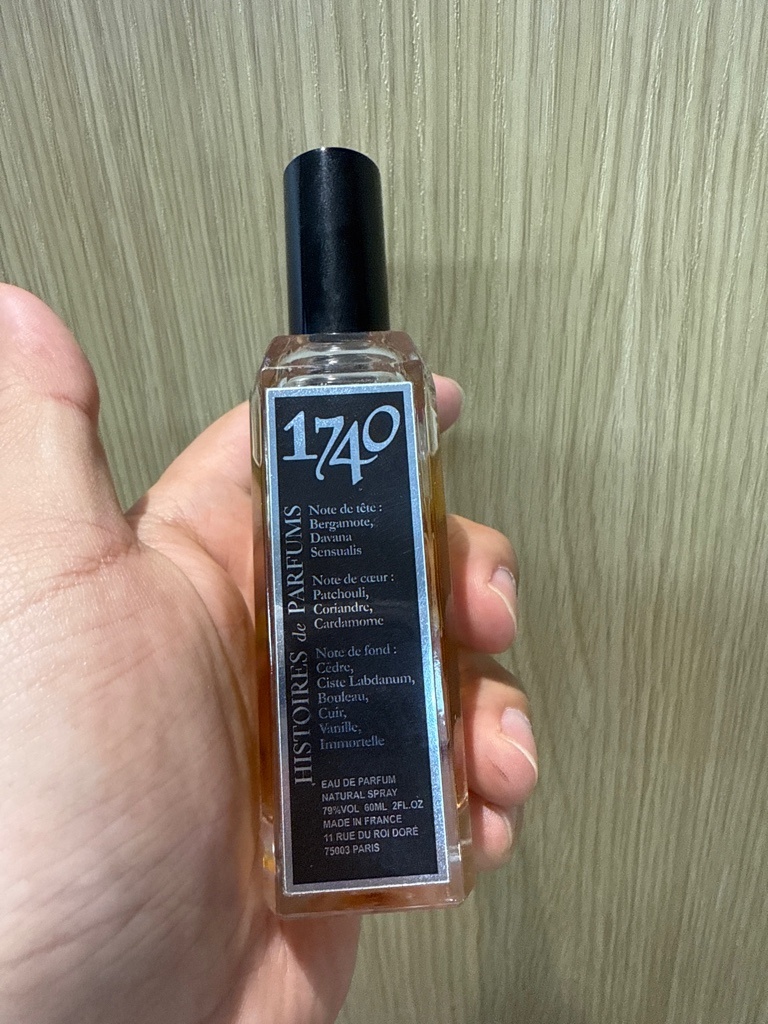 1740
HISTOIRES de PARFUMS
Note de tête :
Bergamote,
Davana
Sensualis
Note de cœur :
Patchouli,
Coriandre,
Cardamome
Note de fond :
Cèdre,
Ciste Labdanum,
Bouleau,
Cuir,
Vanille,
Immortelle
EAU DE PARFUM
NATURAL SPRAY
79%VOL 60ML 2FL.OZ
MADE IN FRANCE
11 RUE DU ROI DORÉ
75003 PARIS